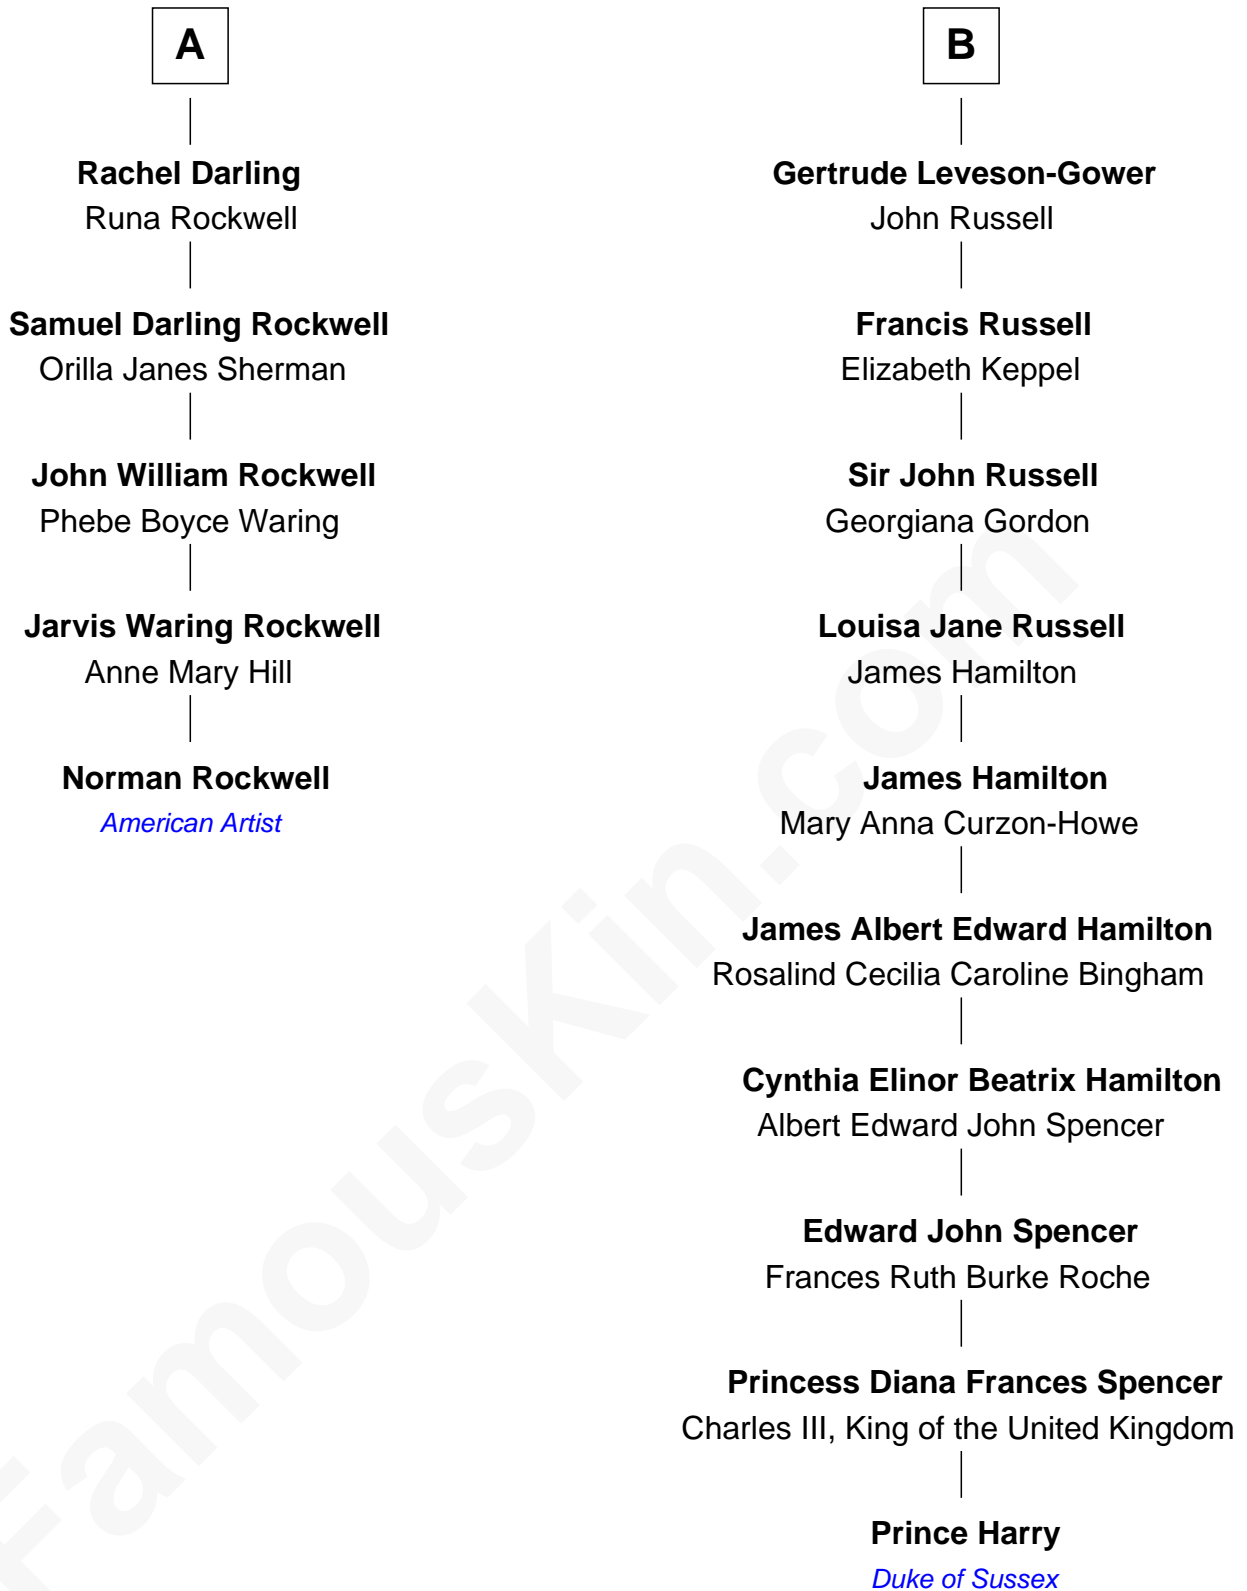 A
Rachel Darling
Runa Rockwell
Samuel Darling Rockwell
Orilla Janes Sherman
John William Rockwell
Phebe Boyce Waring
Jarvis Waring Rockwell
Anne Mary Hill
Norman Rockwell
American Artist
B
Gertrude Leveson-Gower
John Russell
Francis Russell
Elizabeth Keppel
Sir John Russell
Georgiana Gordon
Louisa Jane Russell
James Hamilton
James Hamilton
Mary Anna Curzon-Howe
James Albert Edward Hamilton
Rosalind Cecilia Caroline Bingham
Cynthia Elinor Beatrix Hamilton
Albert Edward John Spencer
Edward John Spencer
Frances Ruth Burke Roche
Princess Diana Frances Spencer
Charles III, King of the United Kingdom
Prince Harry
Duke of Sussex
FamousKin.com